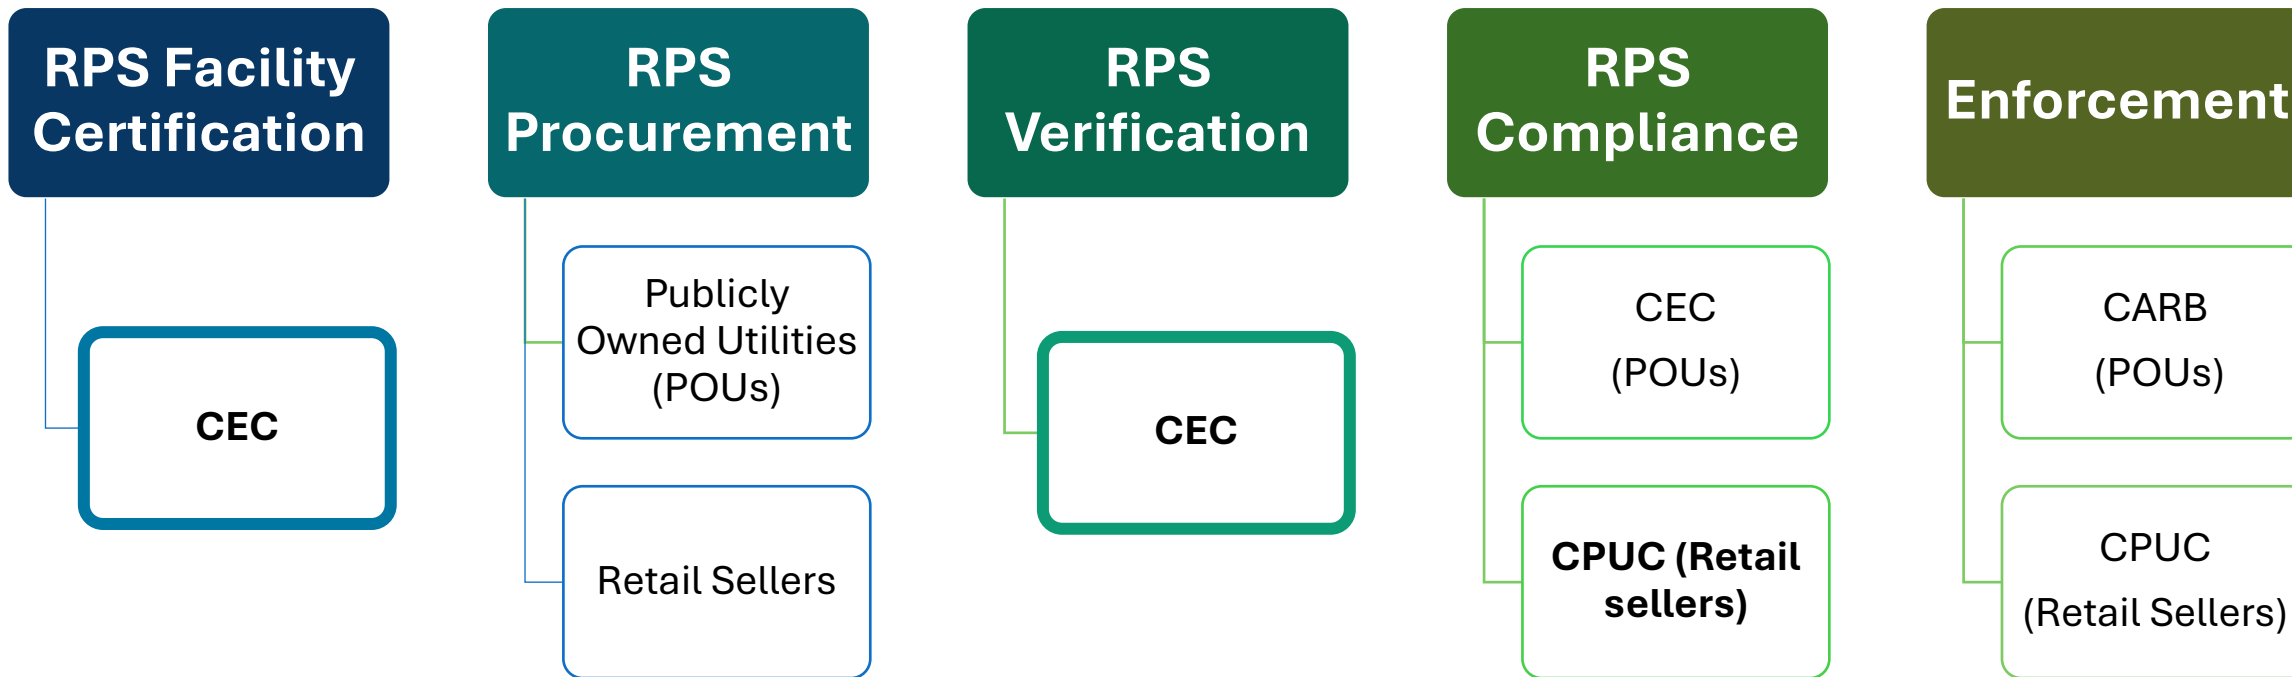 RPS Facility
Certification
CEC
RPS
Procurement
Publicly
Owned Utilities
(POUs)
Retail Sellers
RPS
Verification
CEC
RPS
Compliance
CEC
(POUs)
CPUC (Retail
sellers)
Enforcement
CARB
(POUs)
CPUC
(Retail Sellers)